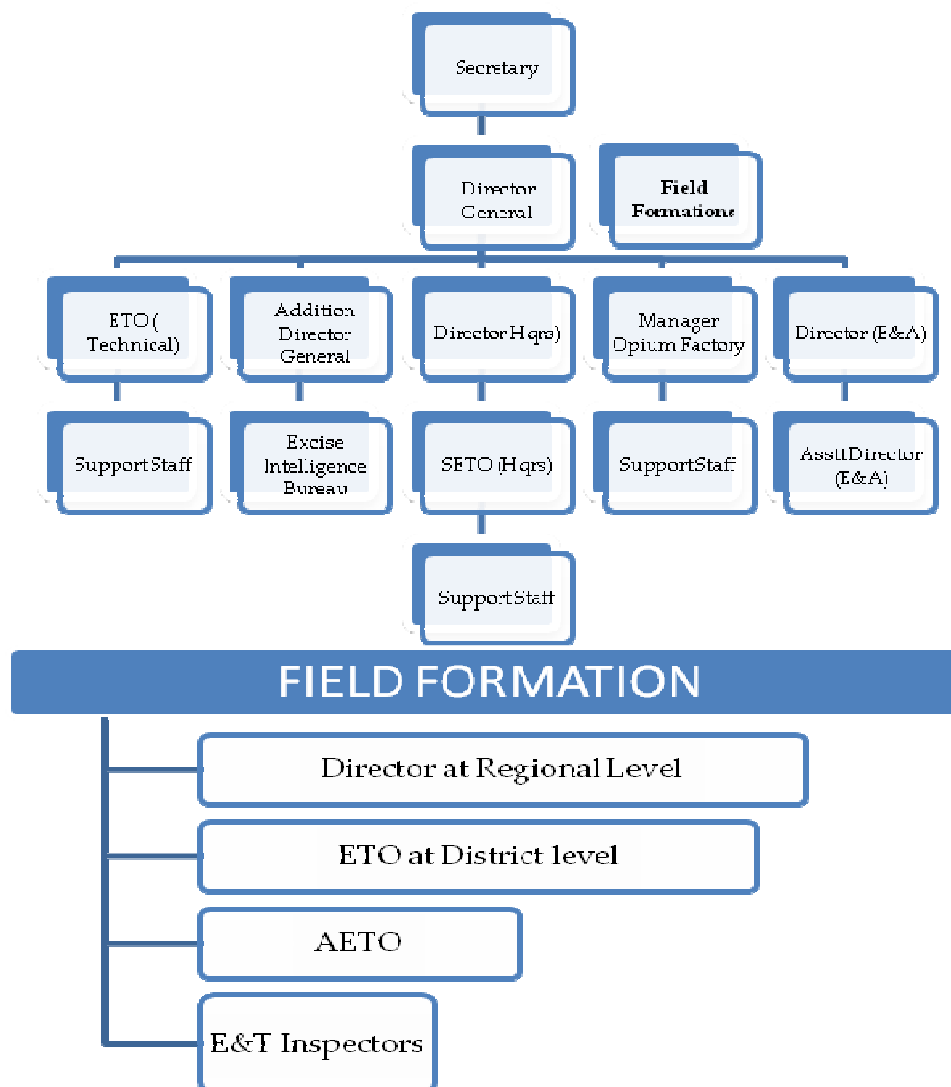 Secretary
Director
General
Field
Formations
ETO (
Technical)
Addition
Director
General
Director Hqrs)
Manager
Opium Factory
Director (E&A)
Support Staff
Excise
Intelligence
Bureau
SETO (Hqrs)
Support Staff
Asstt Director
(E&A)
Support Staff
FIELD FORMATION
Director at Regional Level
ETO at District level
AETO
E&T Inspectors